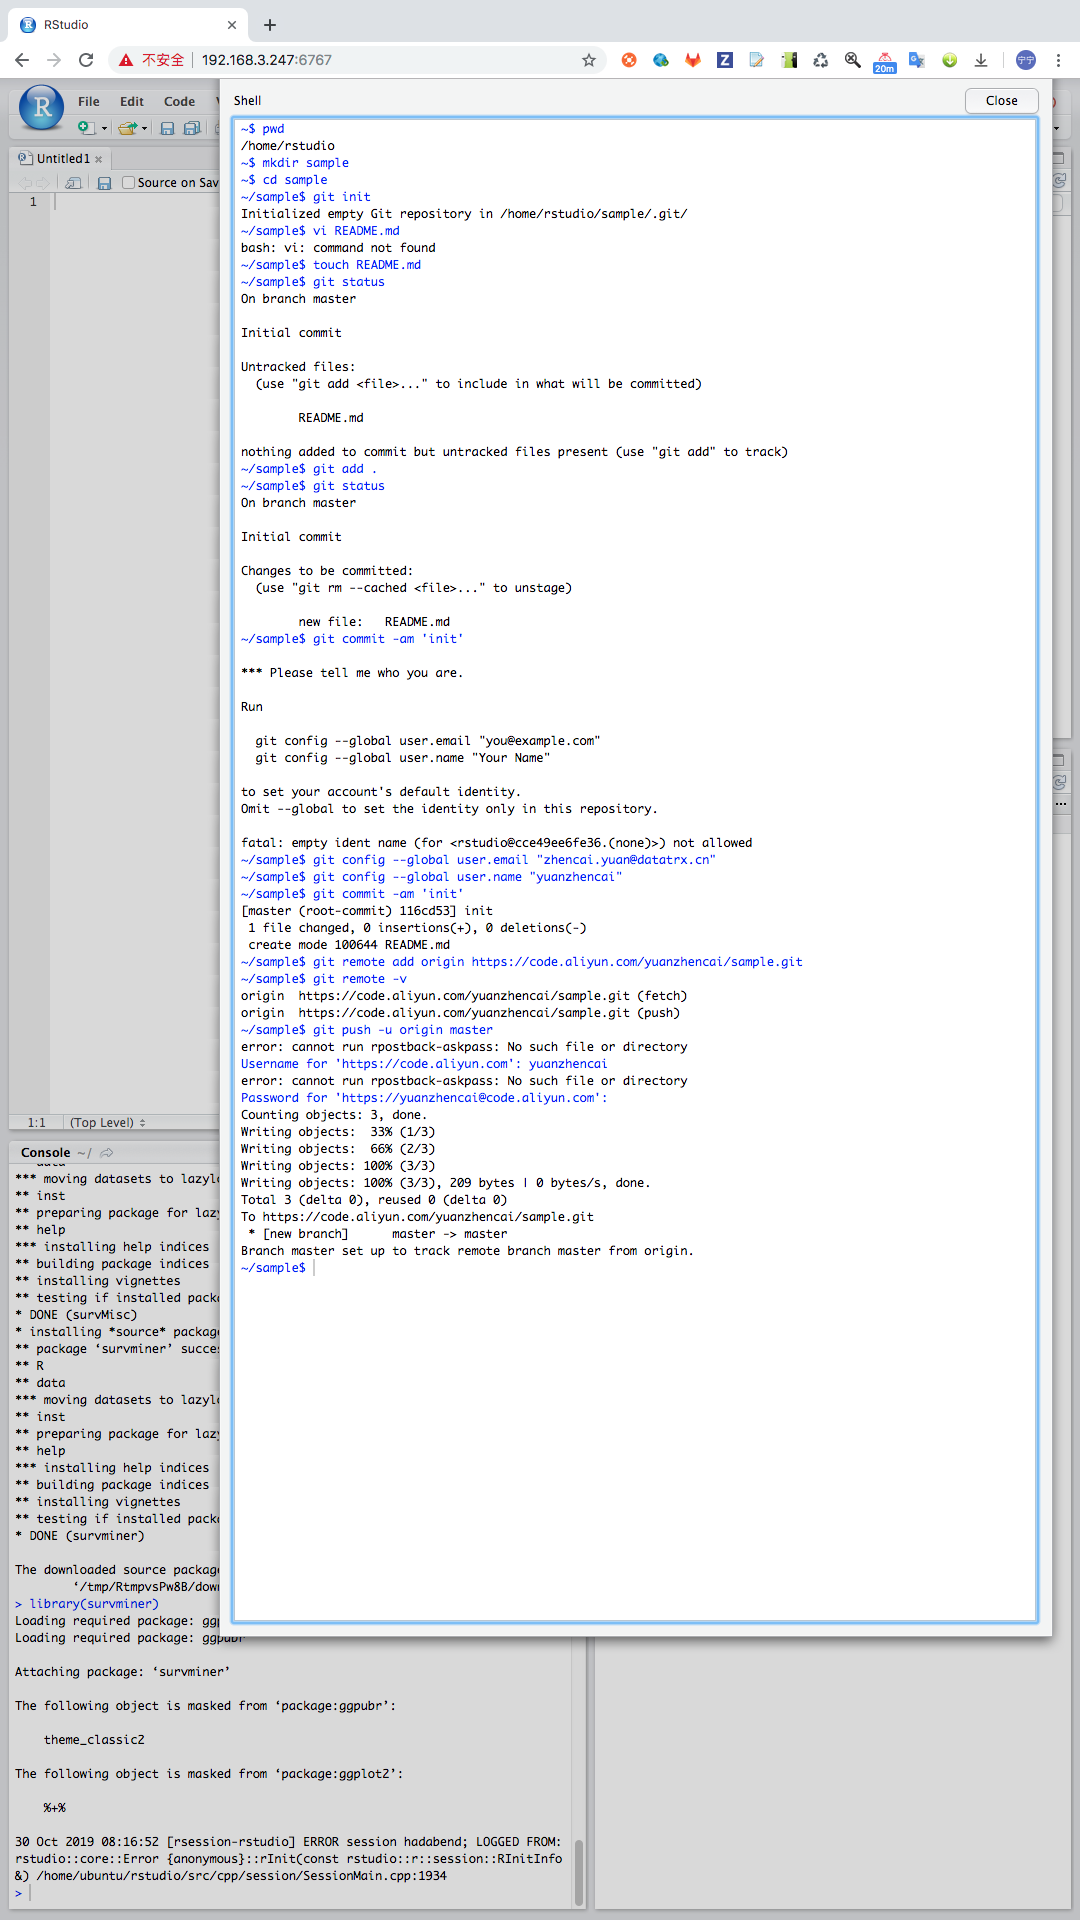 RStudio
不安全 192.168.3.247:6767
20m
宁宁
File Edit Code
Untitled1
Source on Sav
1
1:1 (Top Level)
Shell
Close
~$ pwd
/home/rstudio
~$ mkdir sample
~$ cd sample
~/sample$ git init
Initialized empty Git repository in /home/rstudio/sample/.git/
~/sample$ vi README.md
bash: vi: command not found
~/sample$ touch README.md
~/sample$ git status
On branch master
Initial commit
Untracked files:
(use "git add <file>..." to include in what will be committed)
README.md
nothing added to commit but untracked files present (use "git add" to track)
~/sample$ git add .
~/sample$ git status
On branch master
Initial commit
Changes to be committed:
(use "git rm --cached <file>..." to unstage)
new file:   README.md
~/sample$ git commit -am 'init'
*** Please tell me who you are.
Run
git config --global user.email "you@example.com"
git config --global user.name "Your Name"
to set your account's default identity.
Omit --global to set the identity only in this repository.
fatal: empty ident name (for <rstudio@cce49ee6fe36.(none)>) not allowed
~/sample$ git config --global user.email "zhencai.yuan@datatrx.cn"
~/sample$ git config --global user.name "yuanzhencai"
~/sample$ git commit -am 'init'
[master (root-commit) 116cd53] init
1 file changed, 0 insertions(+), 0 deletions(-)
create mode 100644 README.md
~/sample$ git remote add origin https://code.aliyun.com/yuanzhencai/sample.git
~/sample$ git remote -v
origin  https://code.aliyun.com/yuanzhencai/sample.git (fetch)
origin  https://code.aliyun.com/yuanzhencai/sample.git (push)
~/sample$ git push -u origin master
error: cannot run rpostback-askpass: No such file or directory
Username for 'https://code.aliyun.com': yuanzhencai
error: cannot run rpostback-askpass: No such file or directory
Password for 'https://yuanzhencai@code.aliyun.com':
Counting objects: 3, done.
Writing objects:  33% (1/3)
Writing objects:  66% (2/3)
Writing objects: 100% (3/3)
Writing objects: 100% (3/3), 209 bytes | 0 bytes/s, done.
Total 3 (delta 0), reused 0 (delta 0)
To https://code.aliyun.com/yuanzhencai/sample.git
* [new branch]      master -> master
Branch master set up to track remote branch master from origin.
~/sample$
Console ~/
*** moving datasets to lazyl
** inst
** preparing package for laz
** help
*** installing help indices
** building package indices
** installing vignettes
** testing if installed pack
* DONE (survMisc)
* installing *source* packag
** package ‘survminer’ succe
** R
** data
*** moving datasets to lazyl
** inst
** preparing package for laz
** help
*** installing help indices
** building package indices
** installing vignettes
** testing if installed pack
* DONE (survminer)
The downloaded source packag
‘/tmp/RtmpvsPw8B/dow
> library(survminer)
Loading required package: gg
Loading required package: ggpubr
Attaching package: ‘survminer’
The following object is masked from ‘package:ggpubr’:
theme_classic2
The following object is masked from ‘package:ggplot2’:
%+%
30 Oct 2019 08:16:52 [rsession-rstudio] ERROR session hadabend; LOGGED FROM:
rstudio::core::Error {anonymous}::rInit(const rstudio::r::session::RInitInfo
&) /home/ubuntu/rstudio/src/cpp/session/SessionMain.cpp:1934
>